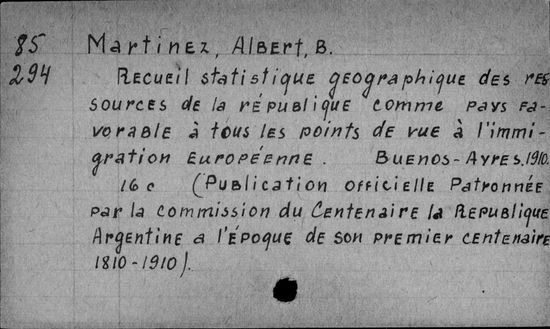 85 Martinez, Albert, B.
294 Recueil statistique geographique des res
sources de la république comme pays fa-
vorable à tous les points de vue à l'immi-
gration Européenne. Buenos-Ayres.1910.
16 c (Publication officielle Patronnée
par la commission du Centenaire la Republique
Argentine a l'époque de son premier centenaire
1810-1910).